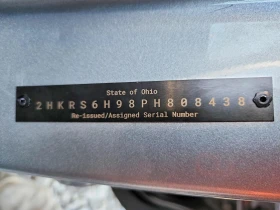 State of Ohio
2HKRS6H98PH808438
Re-issued/Assigned Serial Number